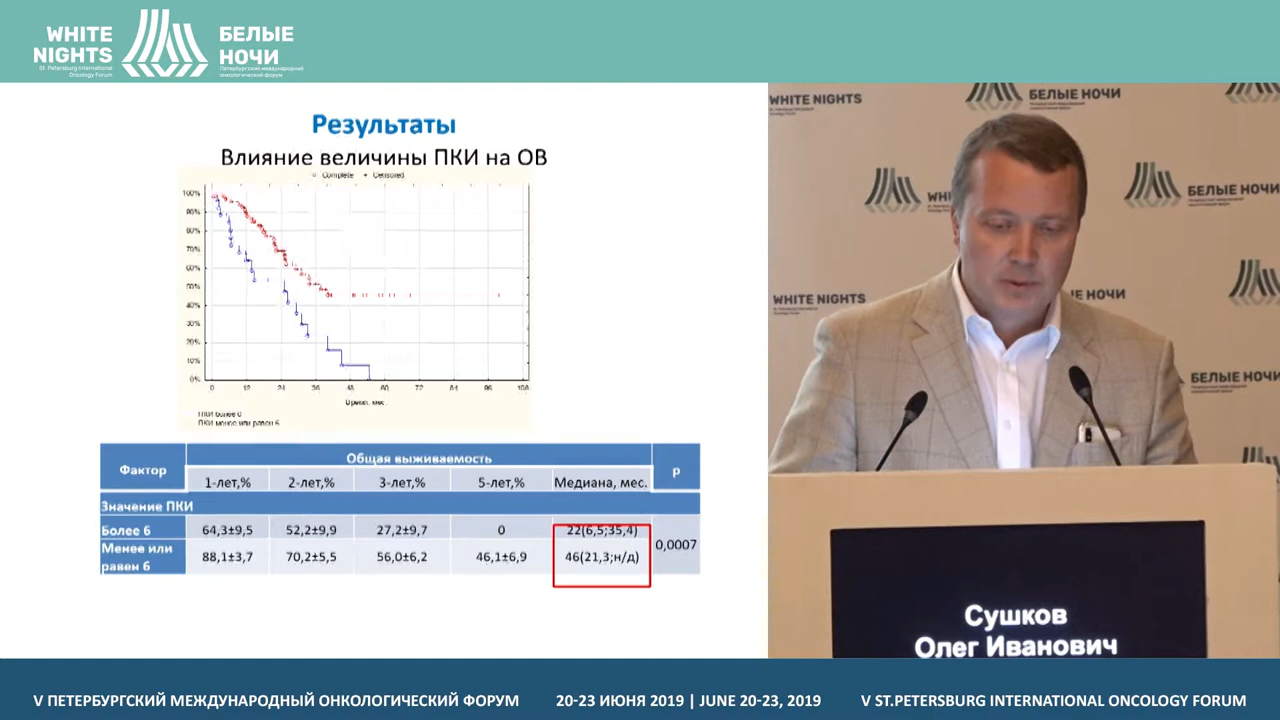 WHITE
NIGHTS
St. Petersburg International
Oncology Forum
БЕЛЫЕ
НОЧИ
Петербургский международный
онкологический форум
Результаты
Влияние величины ПКИ на ОВ
Complete Censored
100%
90%
80%
70%
60%
50%
40%
30%
20%
10%
0%
0 12 24 36 48 60 72 84 96 108
Время, мес.
ПКИ более 6
ПКИ менее или равен 6
Фактор Общая выживаемость p
1-лет,% 2-лет,% 3-лет,% 5-лет,% Медиана, мес.
Значение ПКИ
Более 6 64,3±9,5 52,2±9,9 27,2±9,7 0 22(6,5;35,4)
0,0007
Менее или
равен 6 88,1±3,7 70,2±5,5 56,0±6,2 46,1±6,9 46(21,3;н/д)
WHITE NIGHTS
БЕЛЫЕ НОЧИ
БЕЛЫЕ НОЧИ
WHITE NIGHTS
БЕЛЫЕ НОЧИ
Сушков
Олег Иванович
V ПЕТЕРБУРГСКИЙ МЕЖДУНАРОДНЫЙ ОНКОЛОГИЧЕСКИЙ ФОРУМ 20-23 ИЮНЯ 2019 | JUNE 20-23, 2019 V ST.PETERSBURG INTERNATIONAL ONCOLOGY FORUM